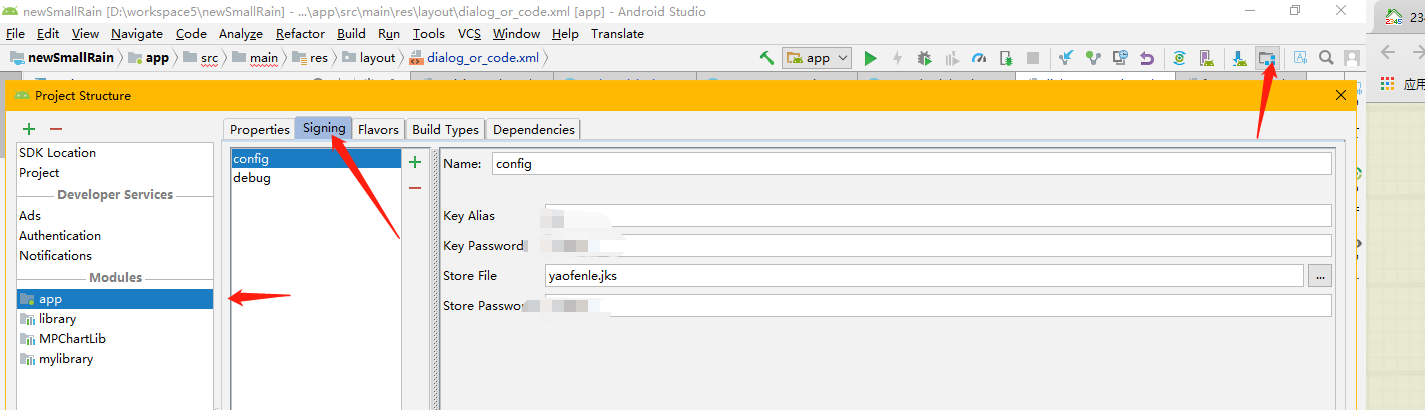 newSmallRain [D:\workspace5\newSmallRain] - ...\app\src\main\res\layout\dialog_or_code.xml [app] - Android Studio
File Edit View Navigate Code Analyze Refactor Build Run Tools VCS Window Help Translate
newSmallRain app src main res layout dialog_or_code.xml app
2345
应用
Project Structure
Properties Signing Flavors Build Types Dependencies
SDK Location
Project
Developer Services
Ads
Authentication
Notifications
Modules
app
library
MPChartLib
mylibrary
config
debug
Name: config
Key Alias
Key Password
Store File yaofenle.jks ...
Store